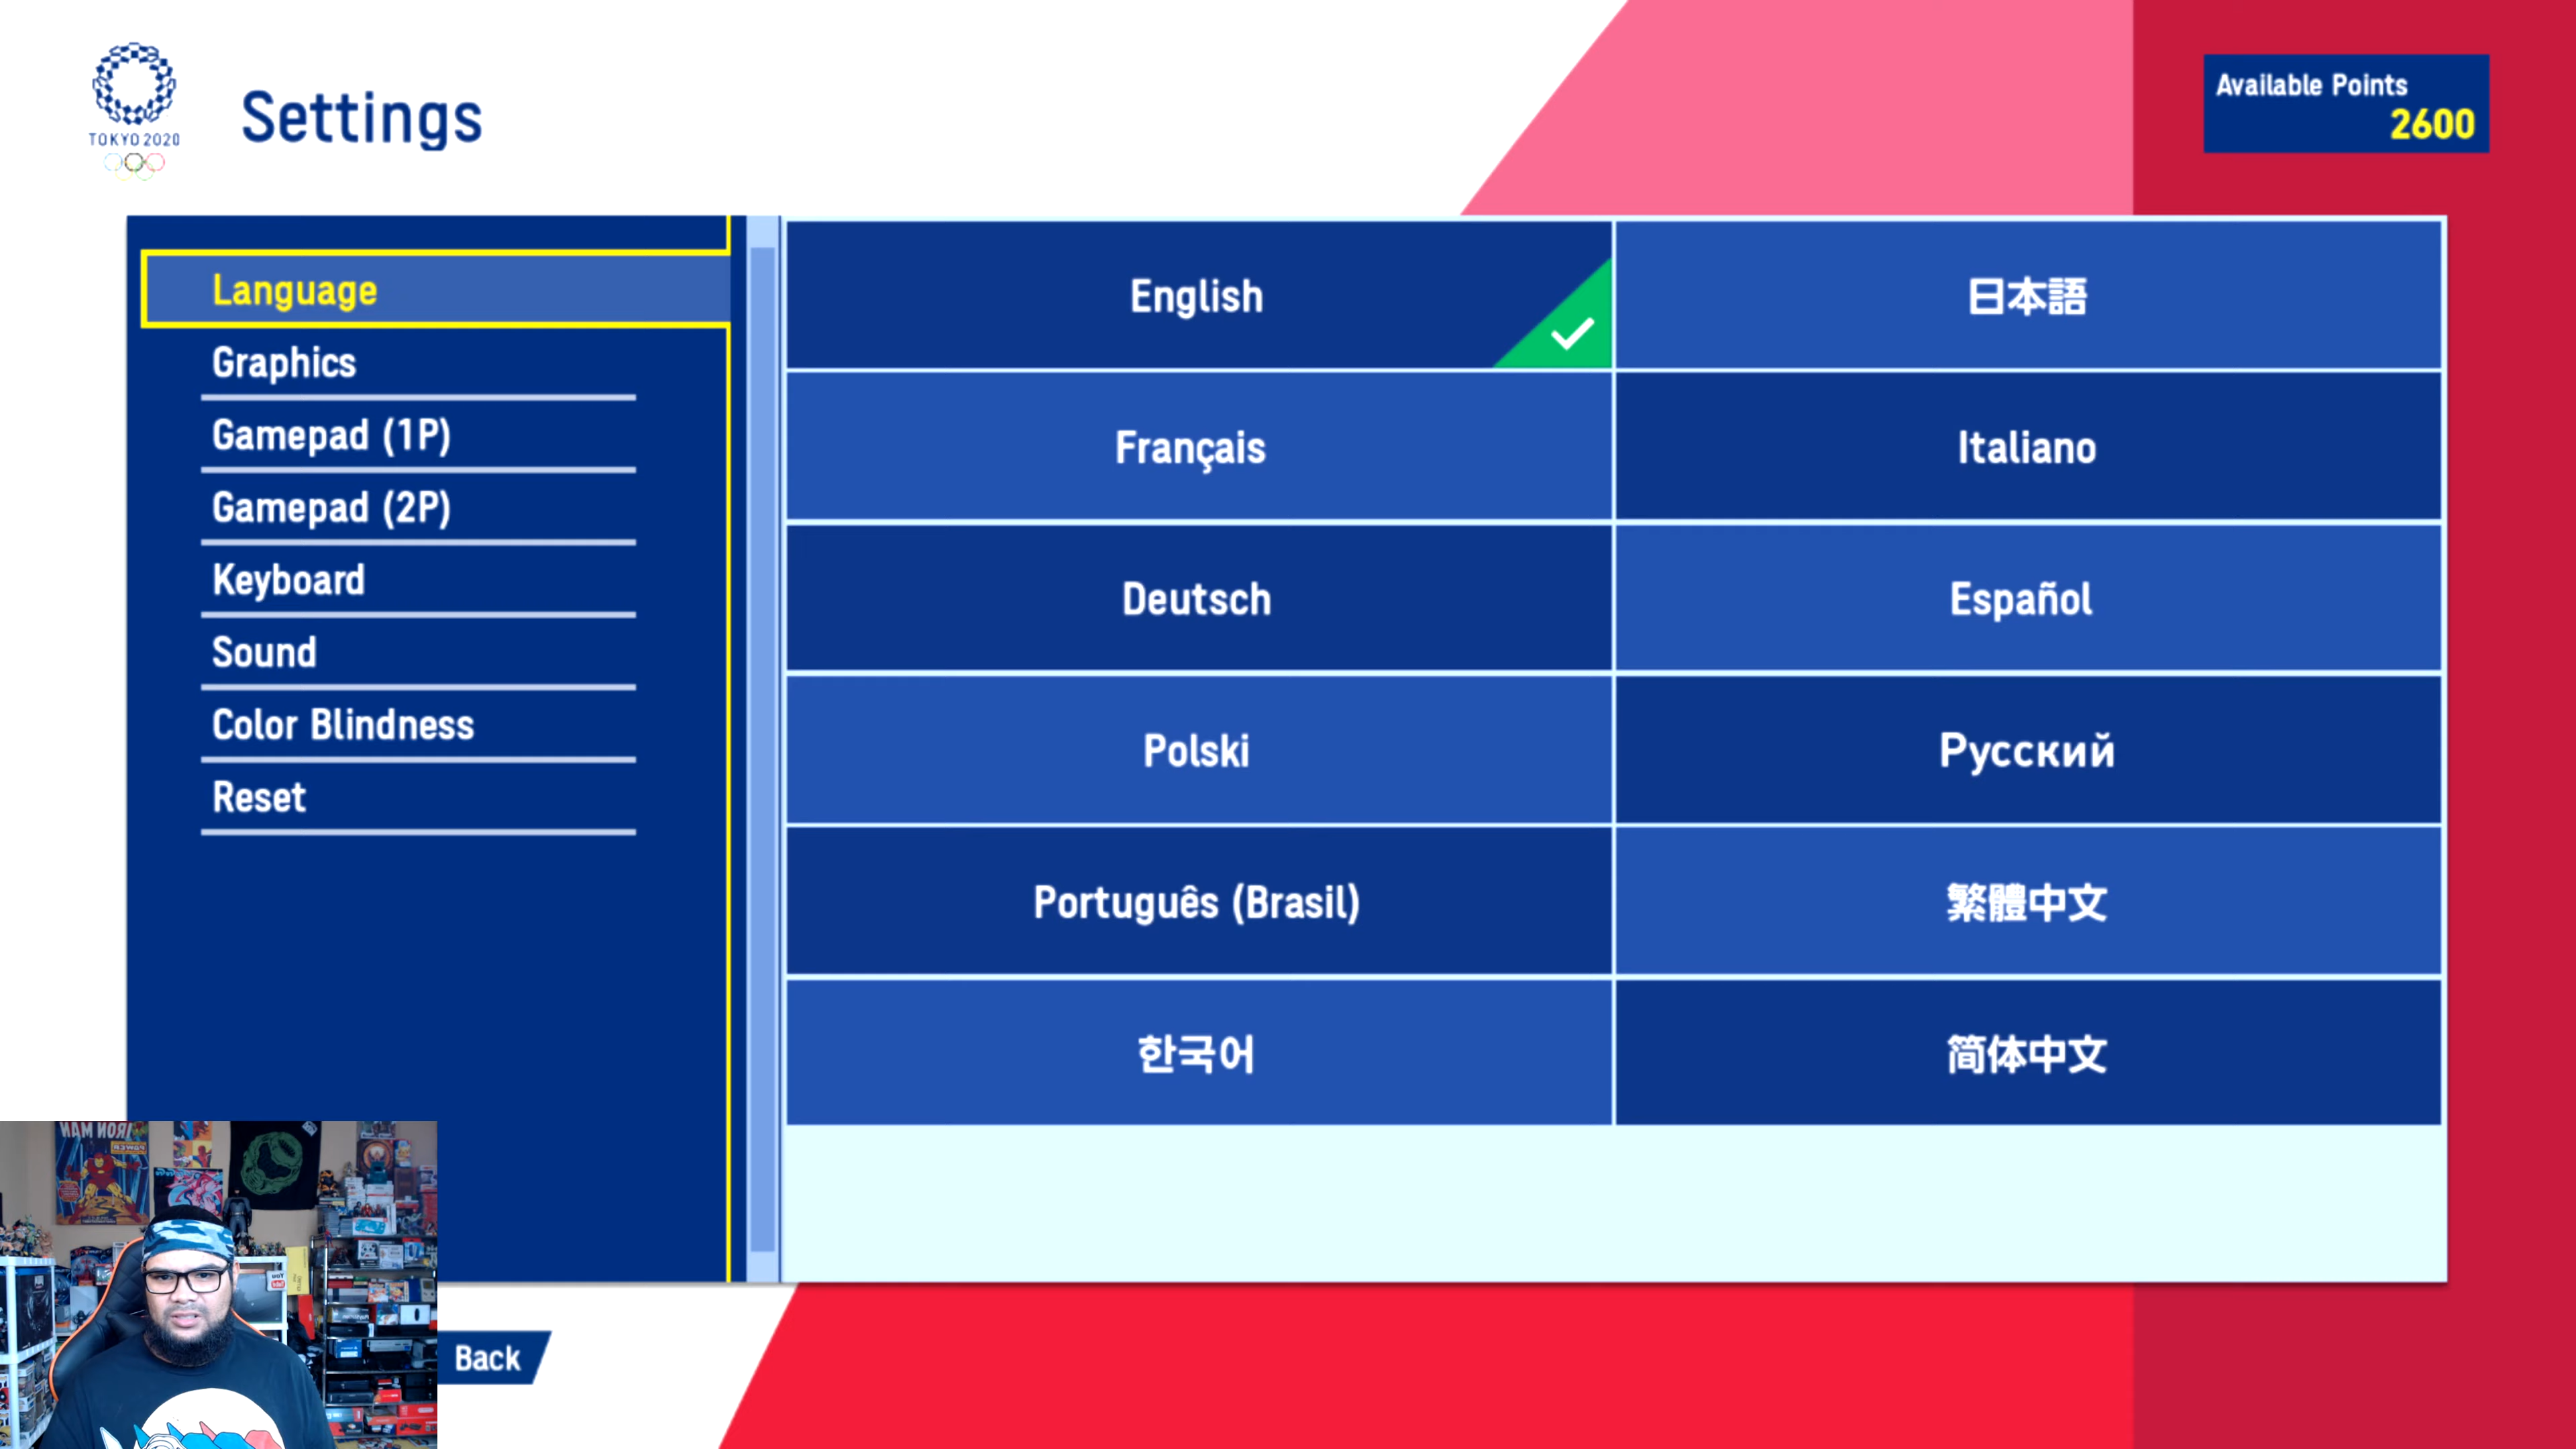 TOKYO 2020
Settings
Available Points
2600
Language
Graphics
Gamepad (1P)
Gamepad (2P)
Keyboard
Sound
Color Blindness
Reset
English
日本語
Français
Italiano
Deutsch
Español
Polski
Русский
Português (Brasil)
繁體中文
한국어
简体中文
IRON MAN
Back